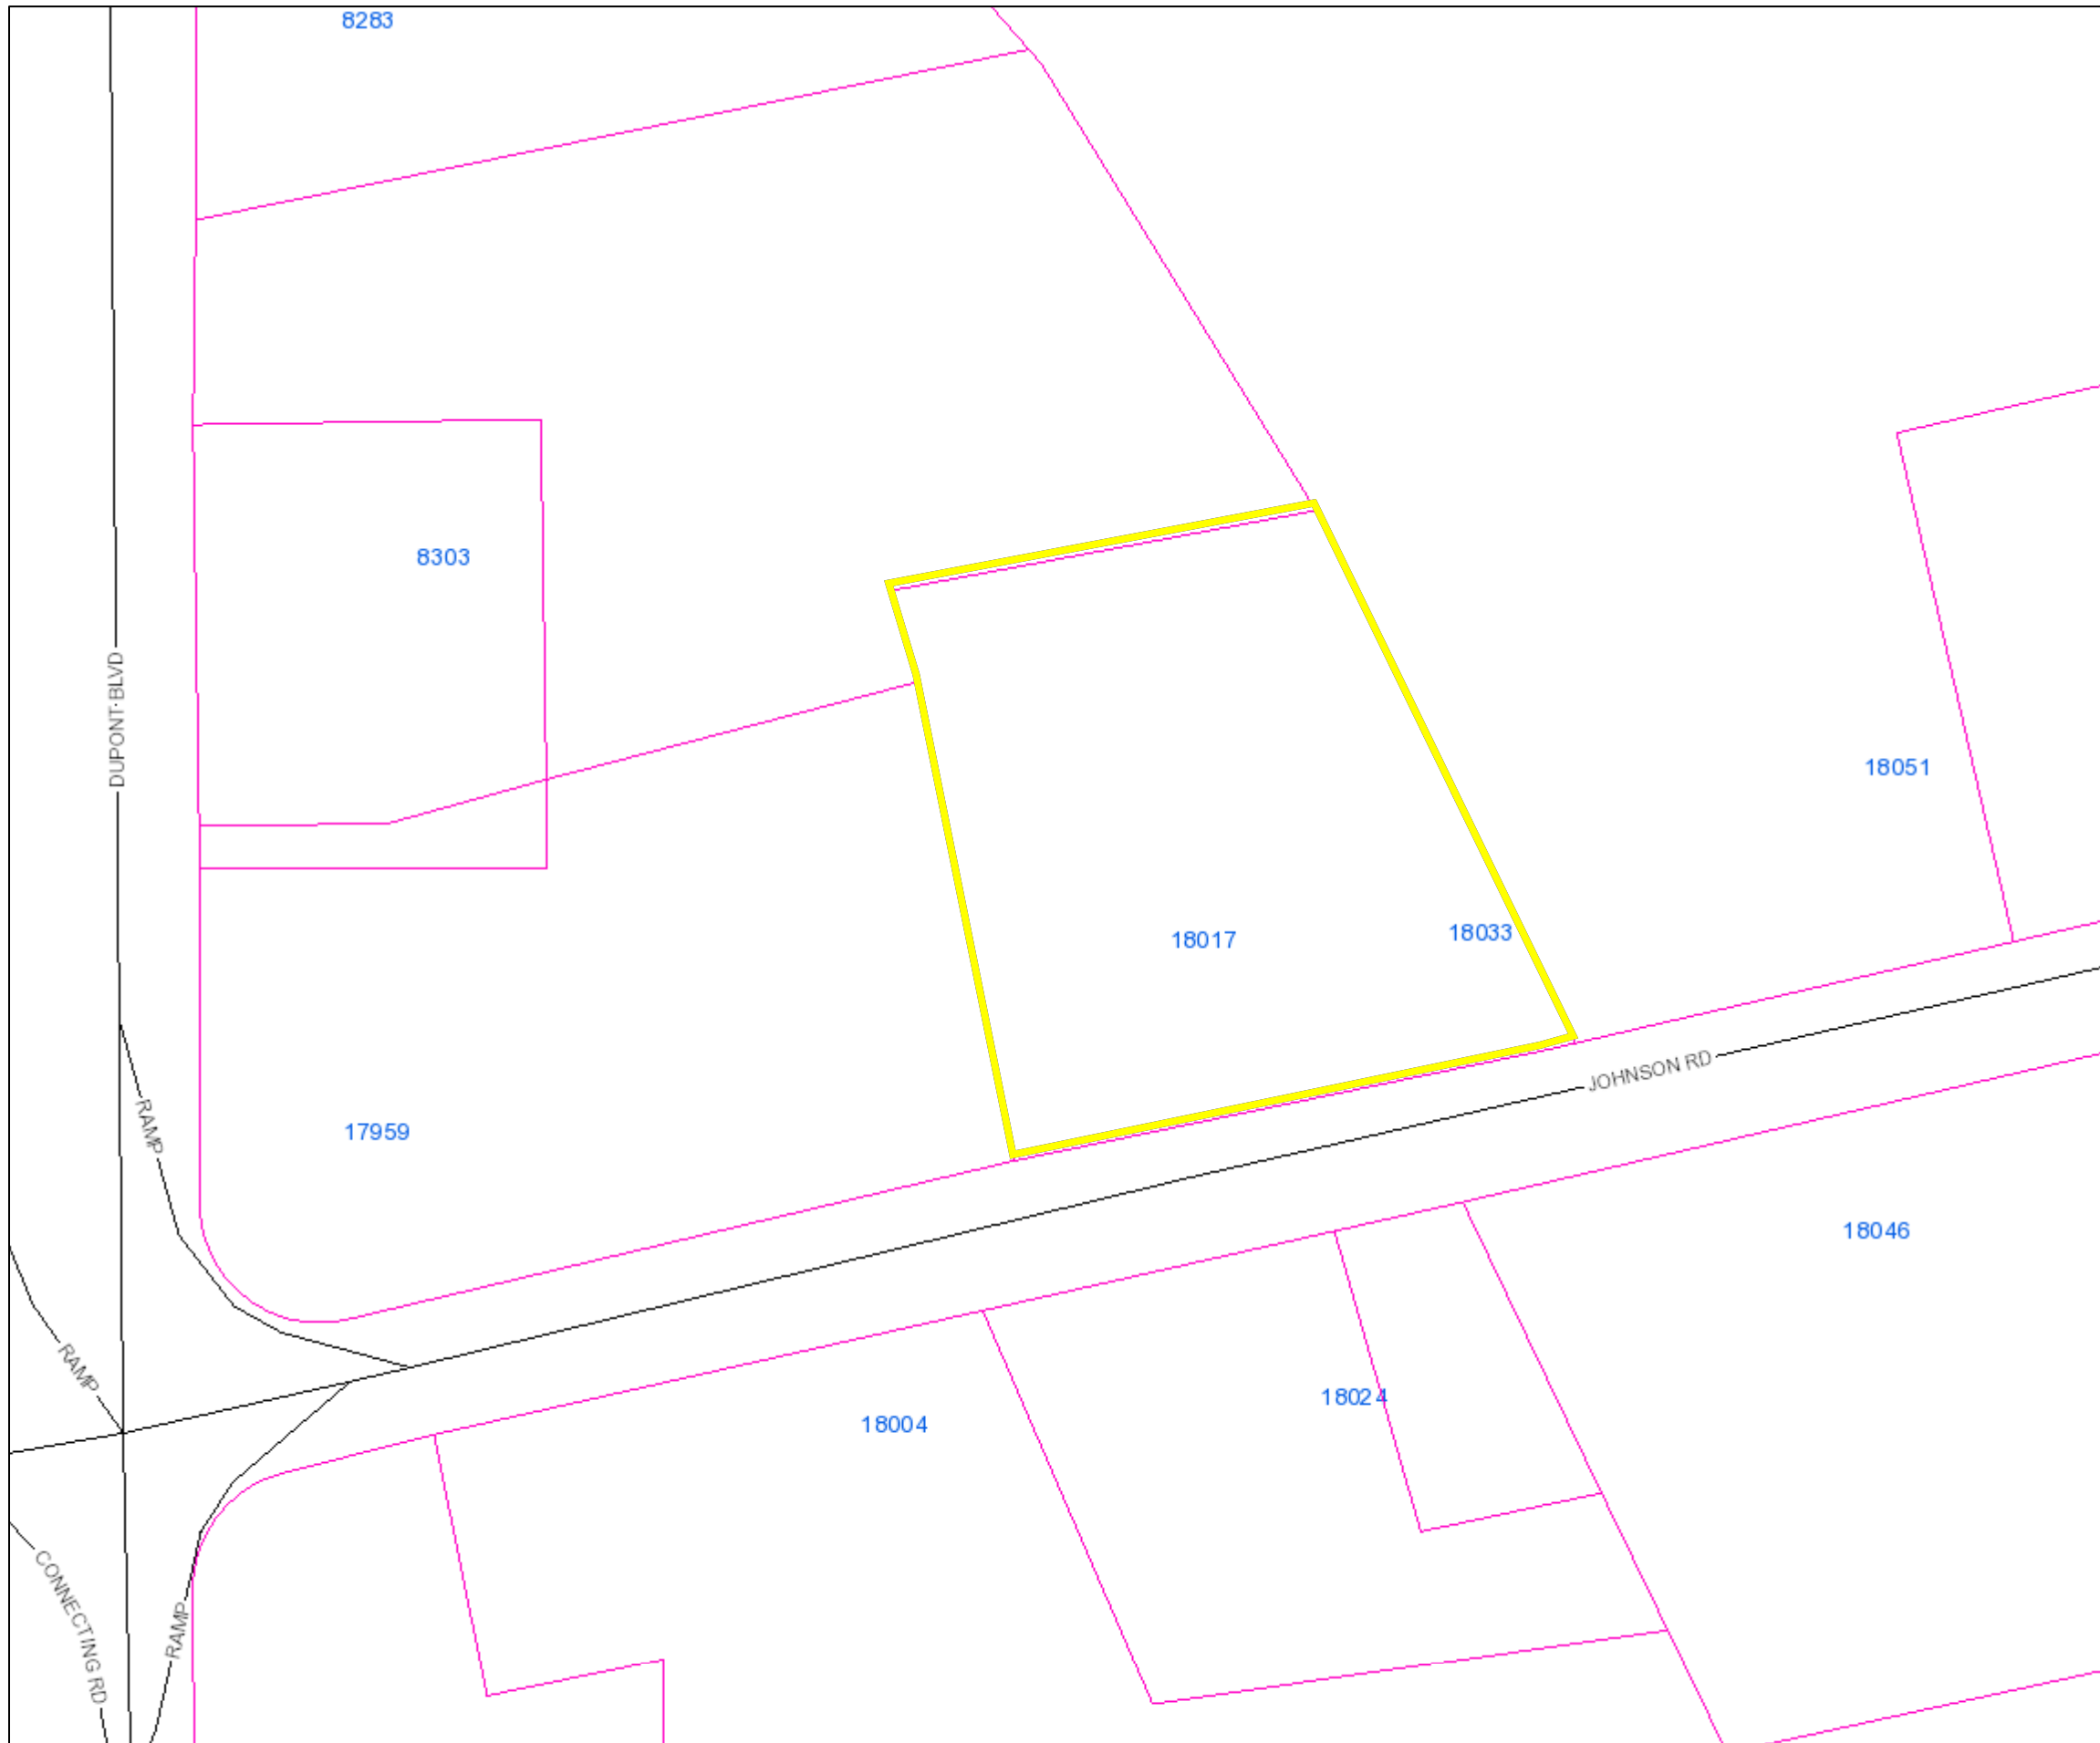 8283
8303
DUPONT BLVD
18051
18017
18033
JOHNSON RD
RAMP
17959
18046
RAMP
18024
18004
CONNECTING RD
RAMP